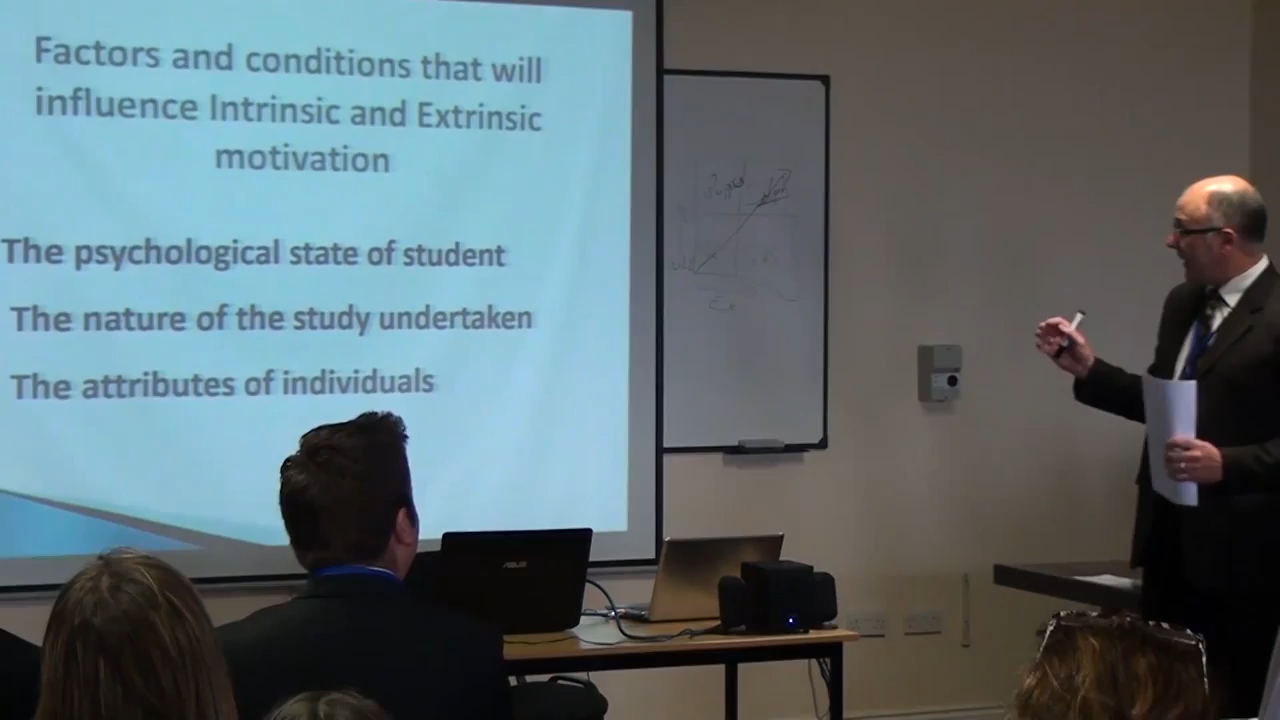 Factors and conditions that will
influence Intrinsic and Extrinsic
motivation
The psychological state of student
The nature of the study undertaken
The attributes of individuals
ASUS